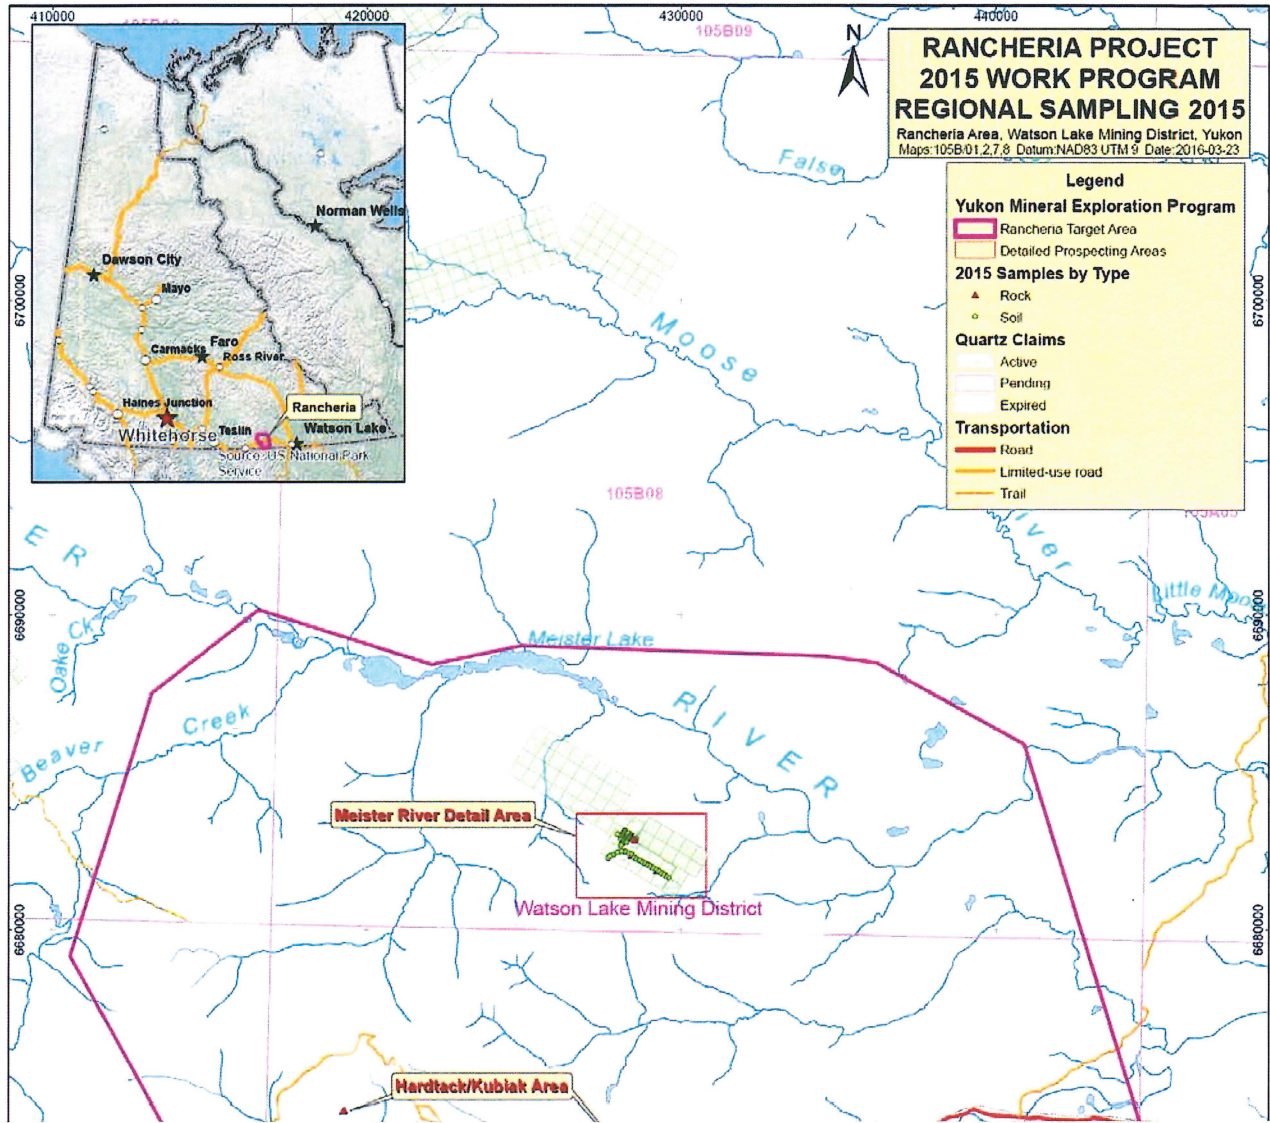 410000
420000
430000
440000
105B09
N
RANCHERIA PROJECT
2015 WORK PROGRAM
REGIONAL SAMPLING 2015
Rancheria Area, Watson Lake Mining District, Yukon
Maps:105B/01,2,7,8 Datum:NAD83 UTM 9 Date:2016-03-23
Legend
Yukon Mineral Exploration Program
Rancheria Target Area
Detailed Prospecting Areas
2015 Samples by Type
Rock
Soil
Quartz Claims
Active
Pending
Expired
Transportation
Road
Limited-use road
Trail
Norman Wells
Dawson City
Mayo
Carmacks
Faro
Ross River
Haines Junction
Rancheria
Whitehorse
Teslin
Watson Lake
Source: US National Park
Service
False
6700000
6700000
Moose
River
105B08
ER
Little Moose
6690000
6690000
Oake Ck
Meister Lake
RIVER
Beaver Creek
Meister River Detail Area
Watson Lake Mining District
6680000
6680000
Hardtack/Kubiak Area